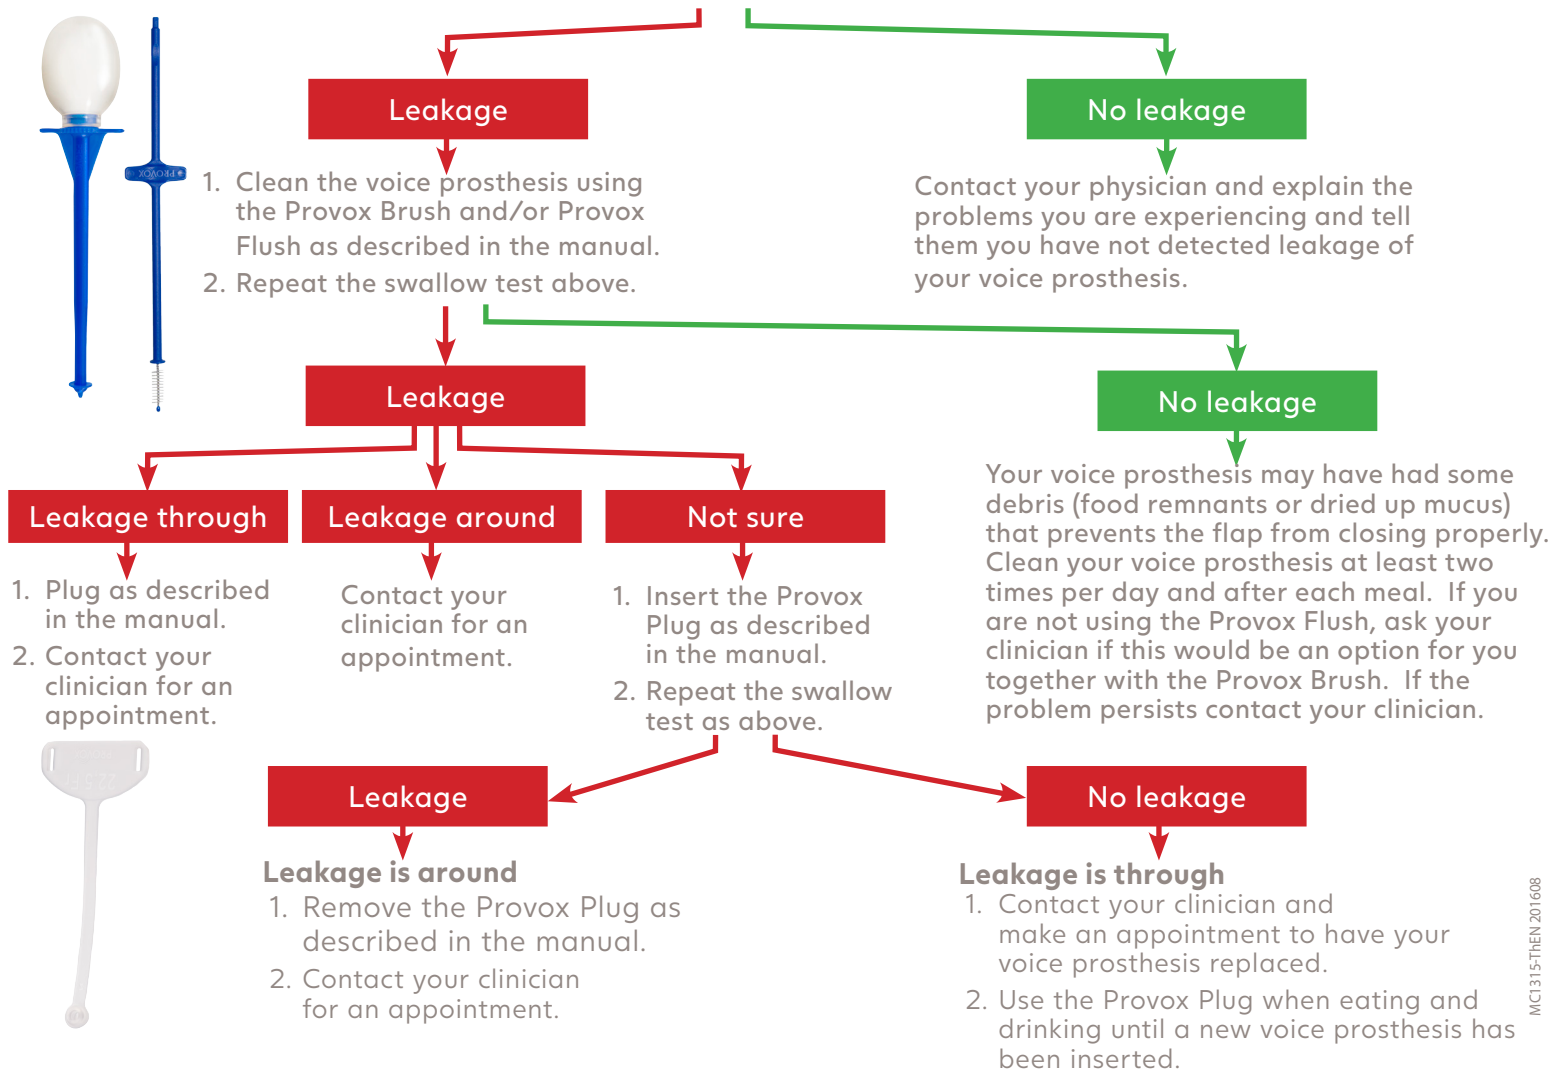 Leakage
No leakage
PROVOX
1. Clean the voice prosthesis using
the Provox Brush and/or Provox
Flush as described in the manual.
2. Repeat the swallow test above.
Contact your physician and explain the
problems you are experiencing and tell
them you have not detected leakage of
your voice prosthesis.
Leakage
No leakage
Leakage through
Leakage around
Not sure
1. Plug as described
in the manual.
2. Contact your
clinician for an
appointment.
Contact your
clinician for an
appointment.
1. Insert the Provox
Plug as described
in the manual.
2. Repeat the swallow
test as above.
Your voice prosthesis may have had some
debris (food remnants or dried up mucus)
that prevents the flap from closing properly.
Clean your voice prosthesis at least two
times per day and after each meal. If you
are not using the Provox Flush, ask your
clinician if this would be an option for you
together with the Provox Brush. If the
problem persists contact your clinician.
Leakage
No leakage
Leakage is around
1. Remove the Provox Plug as
described in the manual.
2. Contact your clinician
for an appointment.
Leakage is through
1. Contact your clinician and
make an appointment to have your
voice prosthesis replaced.
2. Use the Provox Plug when eating and
drinking until a new voice prosthesis has
been inserted.
MC1315-ThEN 201608